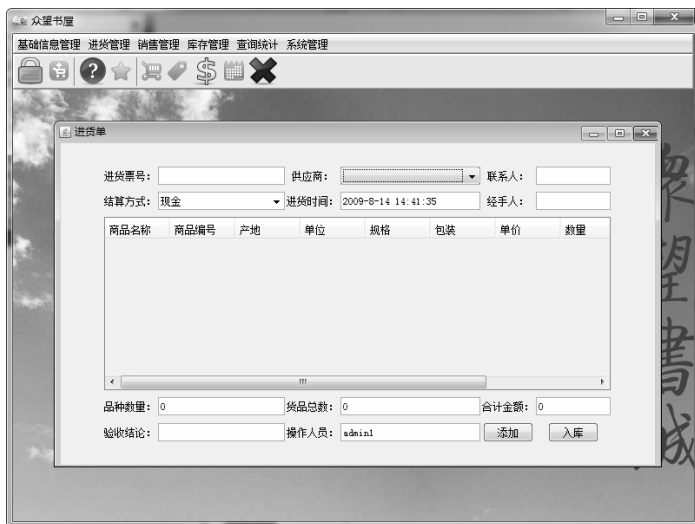 众望书屋
基础信息管理 进货管理 销售管理 库存管理 查询统计 系统管理
进货单
进货票号: 供应商: 联系人:
结算方式: 现金 进货时间: 2009-8-14 14:41:35 经手人:
商品名称 商品编号 产地 单位 规格 包装 单价 数量
品种数量: 0 货品总数: 0 合计金额: 0
验收结论: 操作人员: admin1 添加 入库
衆
望
書
城